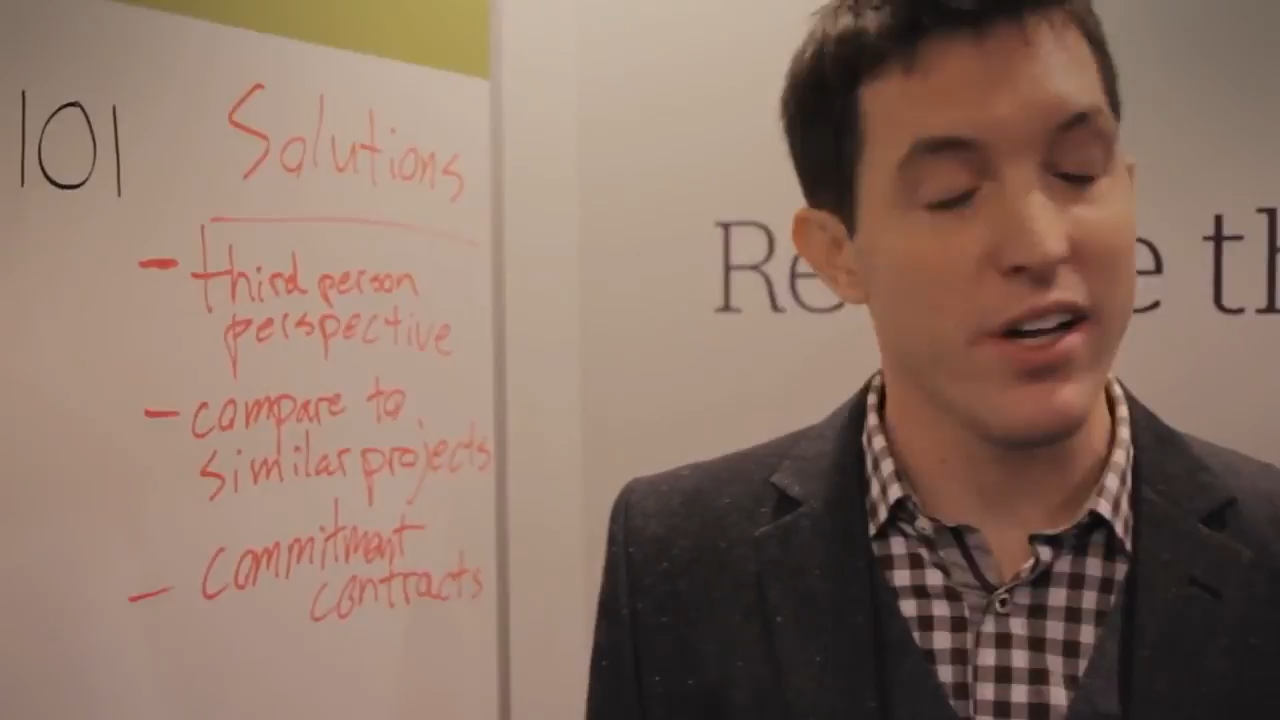 101
Solutions
- third person
perspective
- compare to
similar projects
- commitment
contracts
Re e th